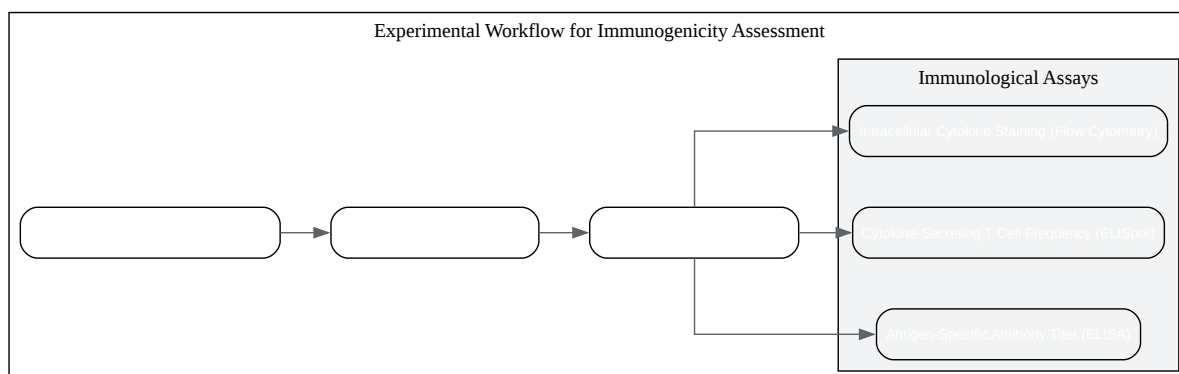 Experimental Workflow for Immunogenicity Assessment
Immunological Assays
Intracellular Cytokine Staining (Flow Cytometry)
Cytokine-Secreting T Cell Frequency (ELISpot)
Antigen-Specific Antibody Titer (ELISA)